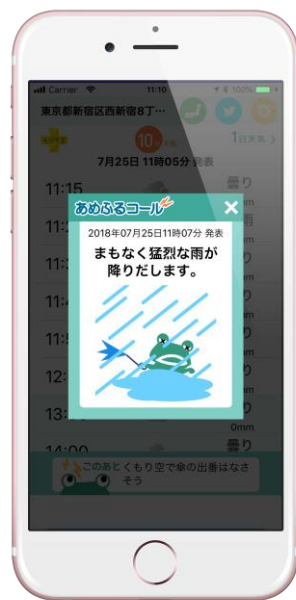 Carrier 11:10 100%
東京都新宿区西新宿8丁…
10
1日天気 >
7月25日 11時05分 発表
11:15 曇り
あめふるコール
2018年07月25日11時07分 発表
まもなく猛烈な雨が
降りだします。
12:
13:
0mm
14:00 曇り
このあとくもり空で傘の出番はなさ
そう